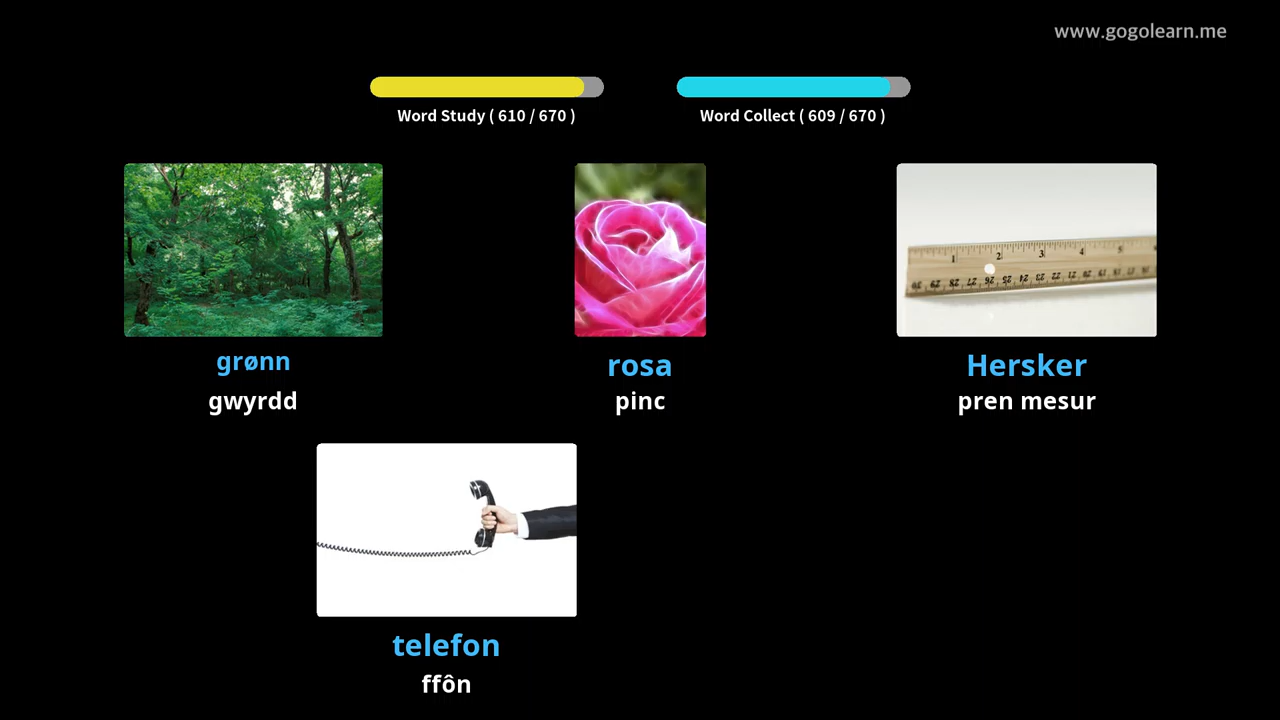 www.gogolearn.me
Word Study ( 610 / 670 )
Word Collect ( 609 / 670 )
grønn
rosa
Hersker
gwyrdd
pinc
pren mesur
telefon
ffôn